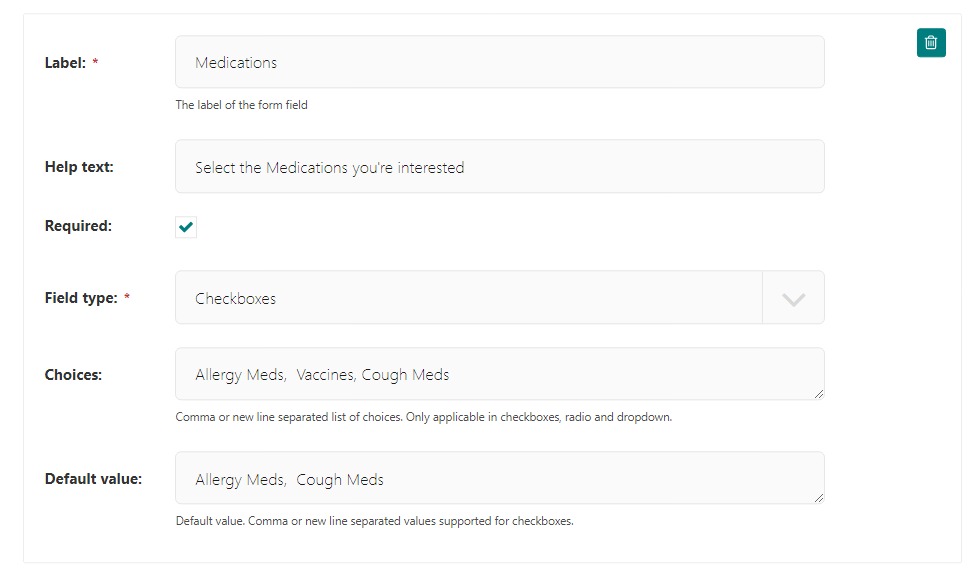 Label: * Medications
The label of the form field
Help text: Select the Medications you're interested
Required:
Field type: * Checkboxes
Choices: Allergy Meds,  Vaccines, Cough Meds
Comma or new line separated list of choices. Only applicable in checkboxes, radio and dropdown.
Default value: Allergy Meds,  Cough Meds
Default value. Comma or new line separated values supported for checkboxes.